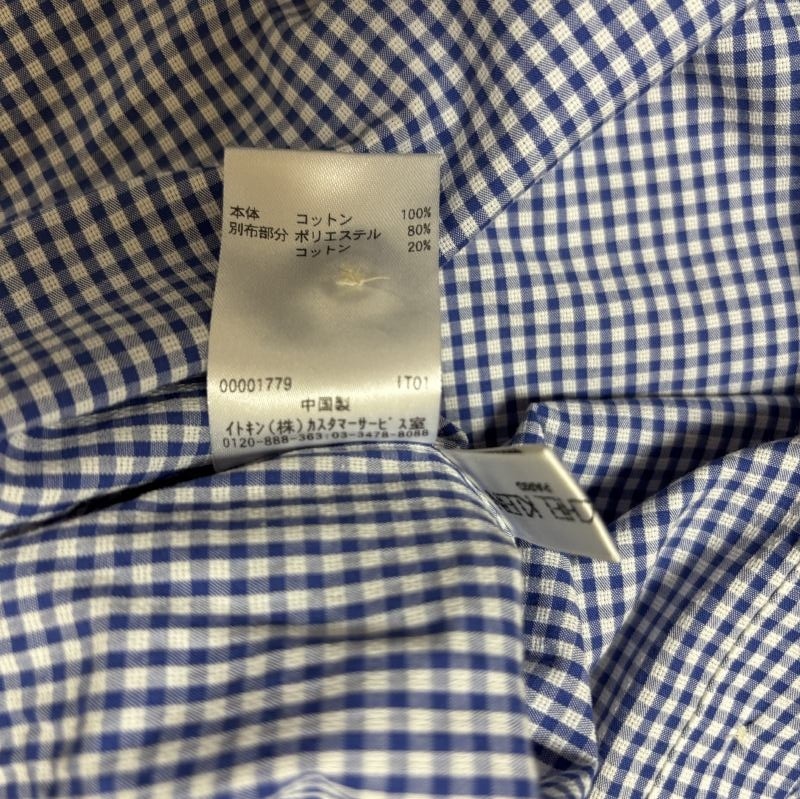 本体 コットン 100%
別布部分 ポリエステル 80%
コットン 20%
00001779 IT01
中国製
イトキン(株)カスタマーサービス室
0120-888-363:03-3478-8088
KLEIN
PARIS